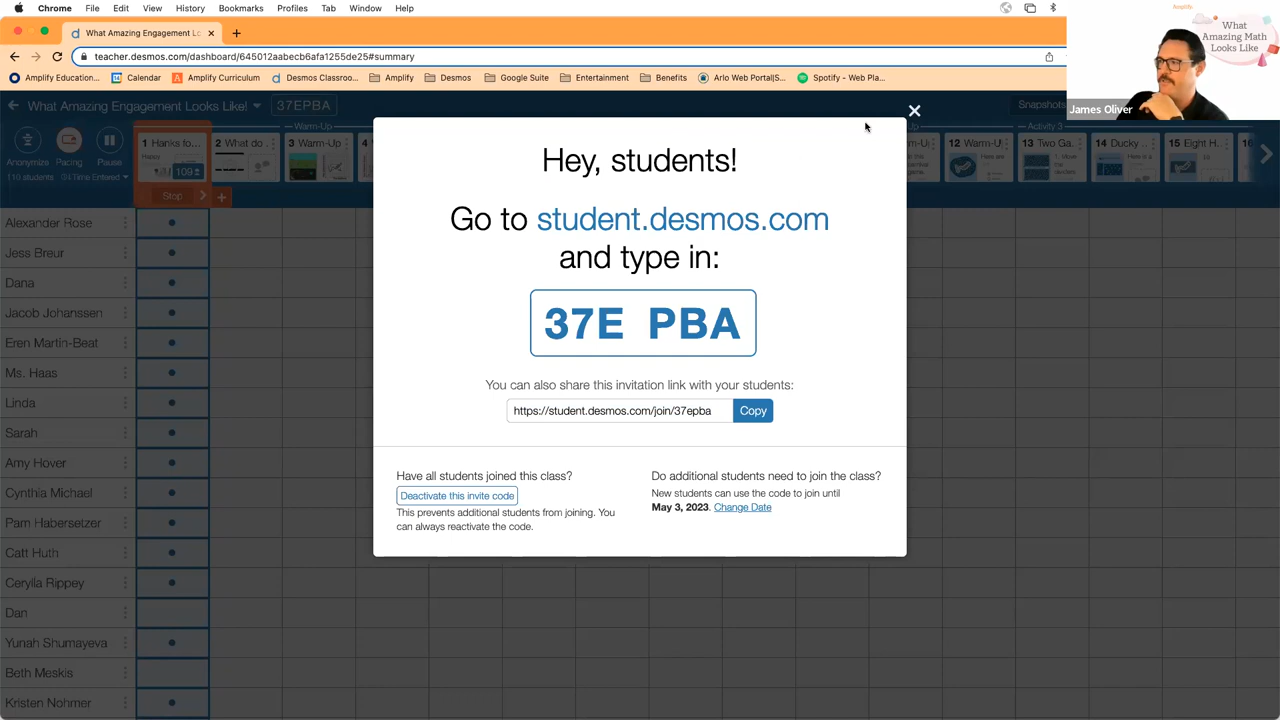 Chrome File Edit View History Bookmarks Profiles Tab Window Help
What Amazing Engagement Lo
teacher.desmos.com/dashboard/645012aabecb6afa1255de25#summary
Amplify Education... Calendar Amplify Curriculum Desmos Classroo... Amplify Desmos Google Suite Entertainment Benefits Arlo Web Portal|S... Spotify - Web Pla...
Amplify
What
Amazing Math
Looks Like
James Oliver
What Amazing Engagement Looks Like! 37EPBA
Snapshots
Warm-Up
Activity 3
1 Hanks fo...
2 What do
3 Warm-Up
4
12 Warm-U
13 Two Ga.
14 Ducky
15 Eight H.
16
109
Anonymize Pacing Pause
110 students On Time Entered
Stop
Hey, students!
Go to student.desmos.com
and type in:
37E PBA
You can also share this invitation link with your students:
https://student.desmos.com/join/37epba Copy
Have all students joined this class?
Deactivate this invite code
This prevents additional students from joining. You
can always reactivate the code.
Do additional students need to join the class?
New students can use the code to join until
May 3, 2023. Change Date
Alexander Rose
Jess Breur
Dana
Jacob Johanssen
Eren Martin-Beat
Ms. Haas
Linda
Sarah
Amy Hover
Cynthia Michael
Pam Habersetzer
Catt Huth
Cerylla Rippey
Dan
Yunah Shumayeva
Beth Meskis
Kristen Nohmer